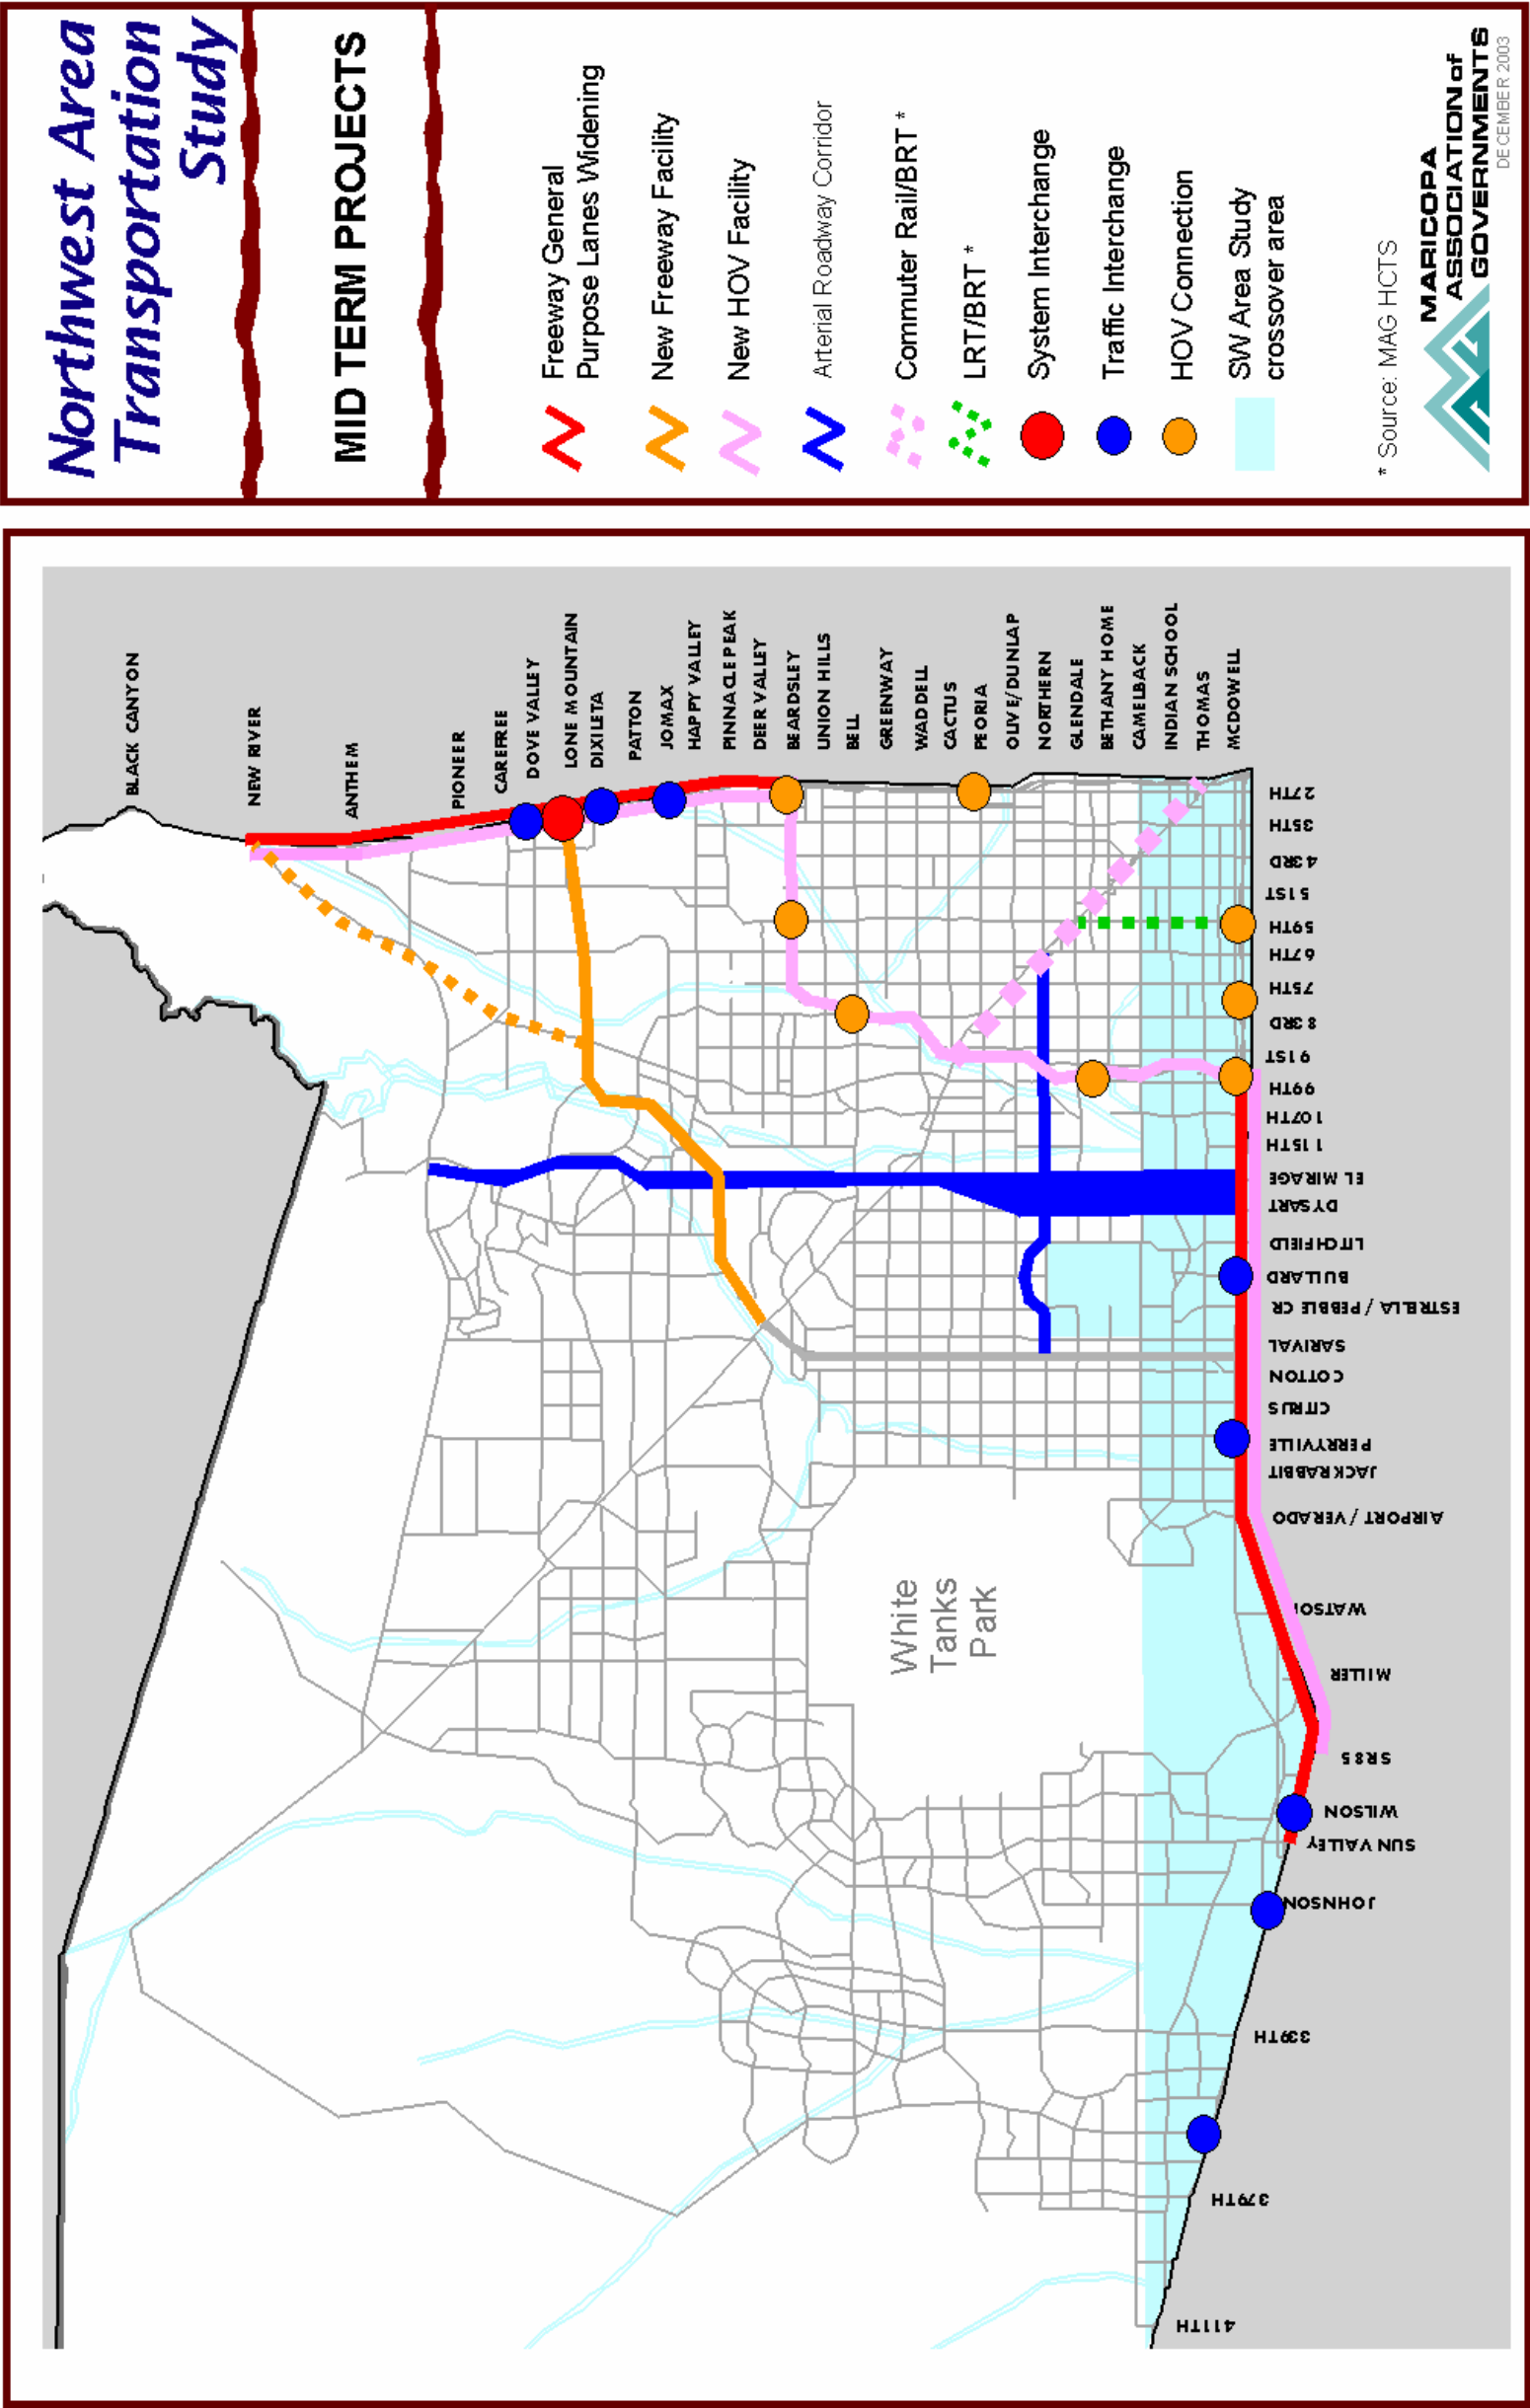 Northwest Area
Transportation
Study
MID TERM PROJECTS
Freeway General
Purpose Lanes Widening
New Freeway Facility
New HOV Facility
Arterial Roadway Corridor
Commuter Rail/BRT *
LRT/BRT *
System Interchange
Traffic Interchange
HOV Connection
SW Area Study
crossover area
* Source: MAG HCTS
MARICOPA
ASSOCIATION of
GOVERNMENTS
DECEMBER 2003
BLACK CANYON
NEW RIVER
ANTHEM
PIONEER
CAREFREE
DOVE VALLEY
LONE MOUNTAIN
DIXILETA
PATTON
JOMAX
HAPPY VALLEY
PINNACLE PEAK
DEER VALLEY
BEARDSLEY
UNION HILLS
BELL
GREENWAY
WADDELL
CACTUS
PEORIA
OLIVE/DUNLAP
NORTHERN
GLENDALE
BETHANY HOME
CAMELBACK
INDIAN SCHOOL
THOMAS
MCDOWELL
27TH
35TH
43RD
51ST
59TH
67TH
75TH
83RD
91ST
99TH
107TH
115TH
EL MIRAGE
DYSART
LITCHFIELD
BULLARD
ESTRELLA / PEBBLE CR
SARIVAL
COTTON
CITRUS
PERRYVILLE
JACKRABBIT
AIRPORT / VERADO
WATSON
MILLER
SR85
WILSON
SUN VALLEY
JOHNSON
339TH
379TH
411TH
White
Tanks
Park